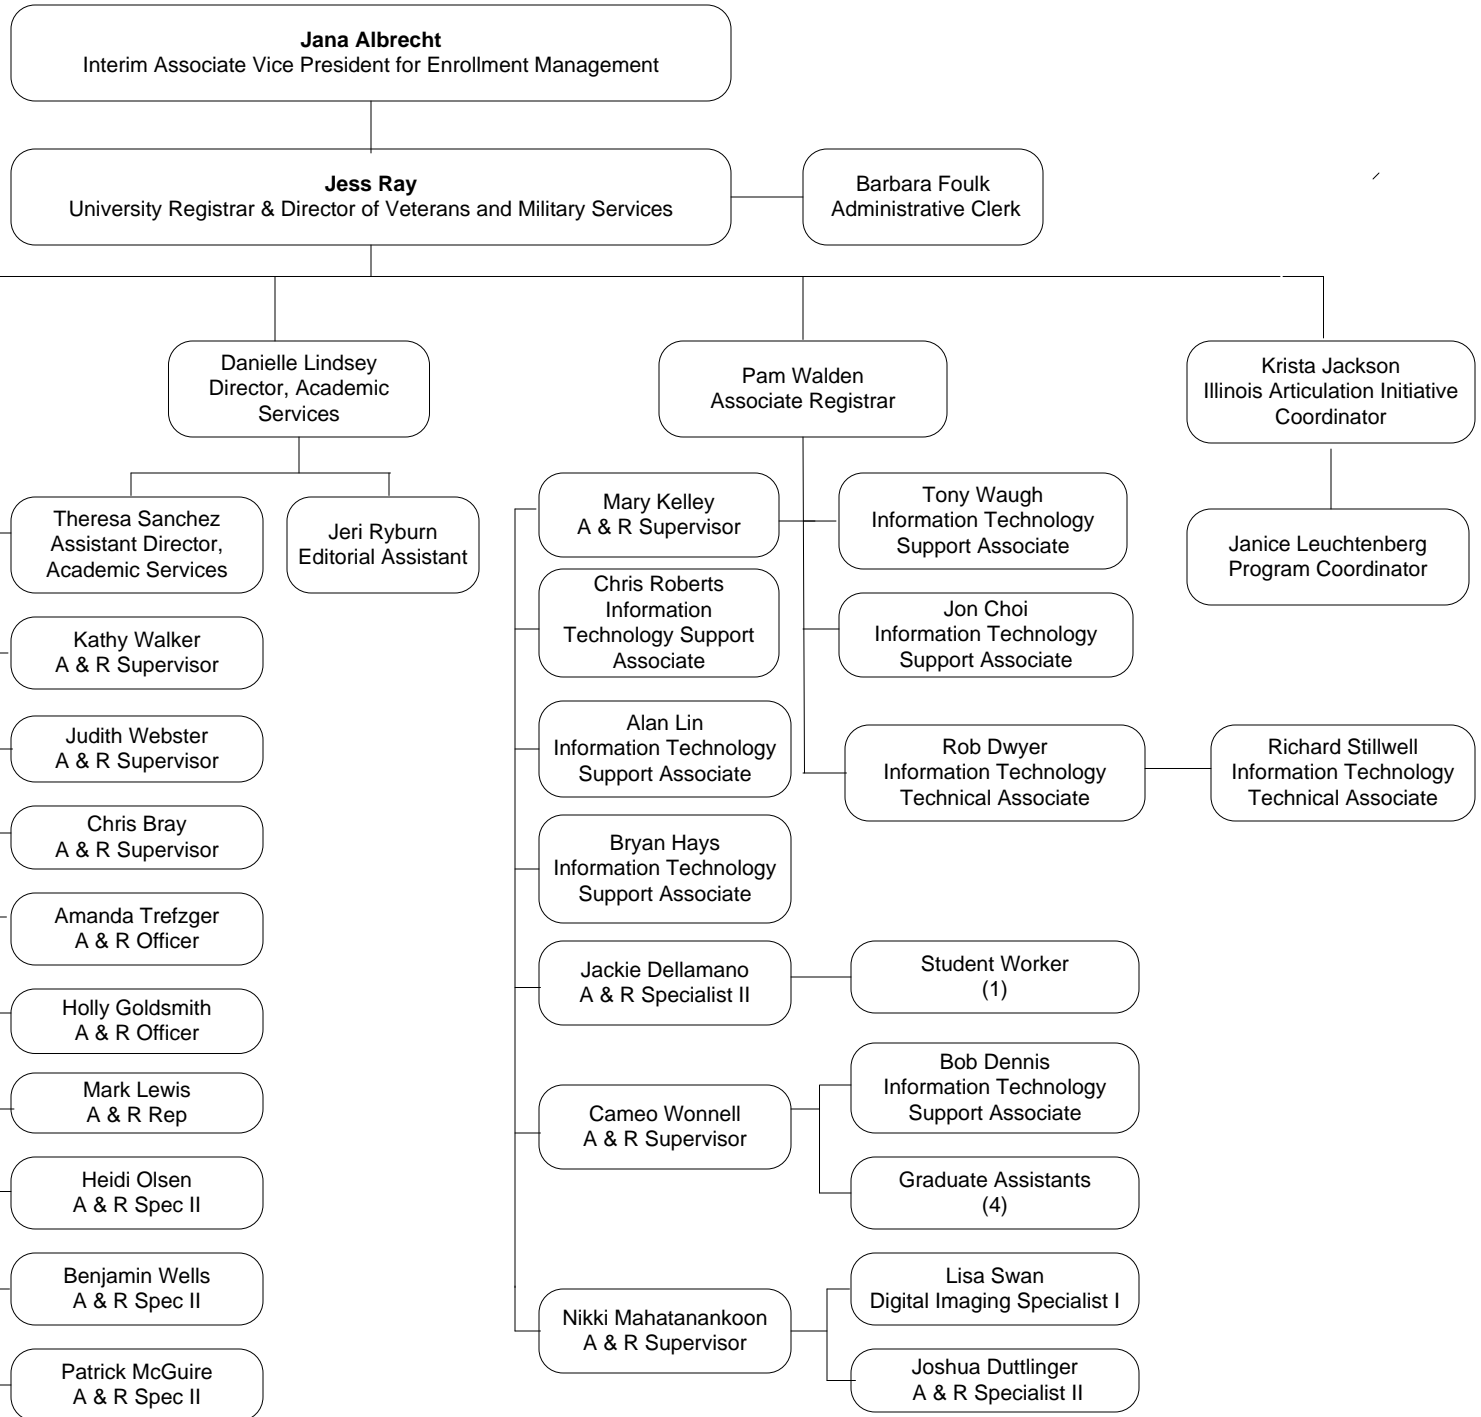 Jana Albrecht
Interim Associate Vice President for Enrollment Management
Jess Ray
University Registrar & Director of Veterans and Military Services
Barbara Foulk
Administrative Clerk
Danielle Lindsey
Director, Academic
Services
Pam Walden
Associate Registrar
Krista Jackson
Illinois Articulation Initiative
Coordinator
Theresa Sanchez
Assistant Director,
Academic Services
Jeri Ryburn
Editorial Assistant
Kathy Walker
A & R Supervisor
Judith Webster
A & R Supervisor
Chris Bray
A & R Supervisor
Amanda Trefzger
A & R Officer
Holly Goldsmith
A & R Officer
Mark Lewis
A & R Rep
Heidi Olsen
A & R Spec II
Benjamin Wells
A & R Spec II
Patrick McGuire
A & R Spec II
Mary Kelley
A & R Supervisor
Chris Roberts
Information
Technology Support
Associate
Alan Lin
Information Technology
Support Associate
Bryan Hays
Information Technology
Support Associate
Jackie Dellamano
A & R Specialist II
Cameo Wonnell
A & R Supervisor
Nikki Mahatanankoon
A & R Supervisor
Tony Waugh
Information Technology
Support Associate
Jon Choi
Information Technology
Support Associate
Rob Dwyer
Information Technology
Technical Associate
Richard Stillwell
Information Technology
Technical Associate
Student Worker
(1)
Bob Dennis
Information Technology
Support Associate
Graduate Assistants
(4)
Lisa Swan
Digital Imaging Specialist I
Joshua Duttlinger
A & R Specialist II
Janice Leuchtenberg
Program Coordinator